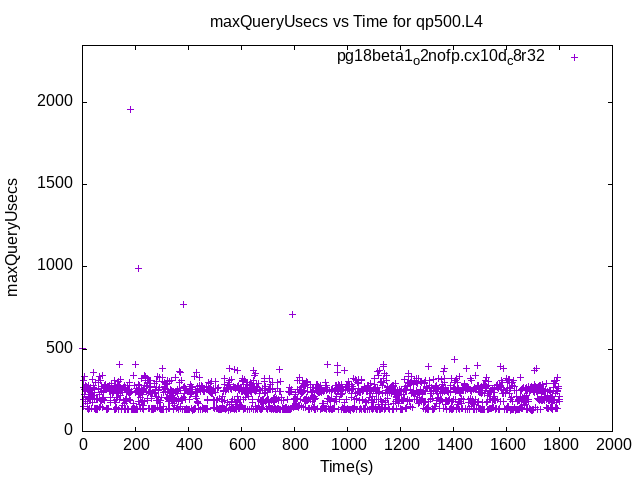 maxQueryUsecs vs Time for qp500.L4
pg18beta1o2nofp.cx10dc8r32
2000
1500
1000
500
0
maxQueryUsecs
0 200 400 600 800 1000 1200 1400 1600 1800 2000
Time(s)